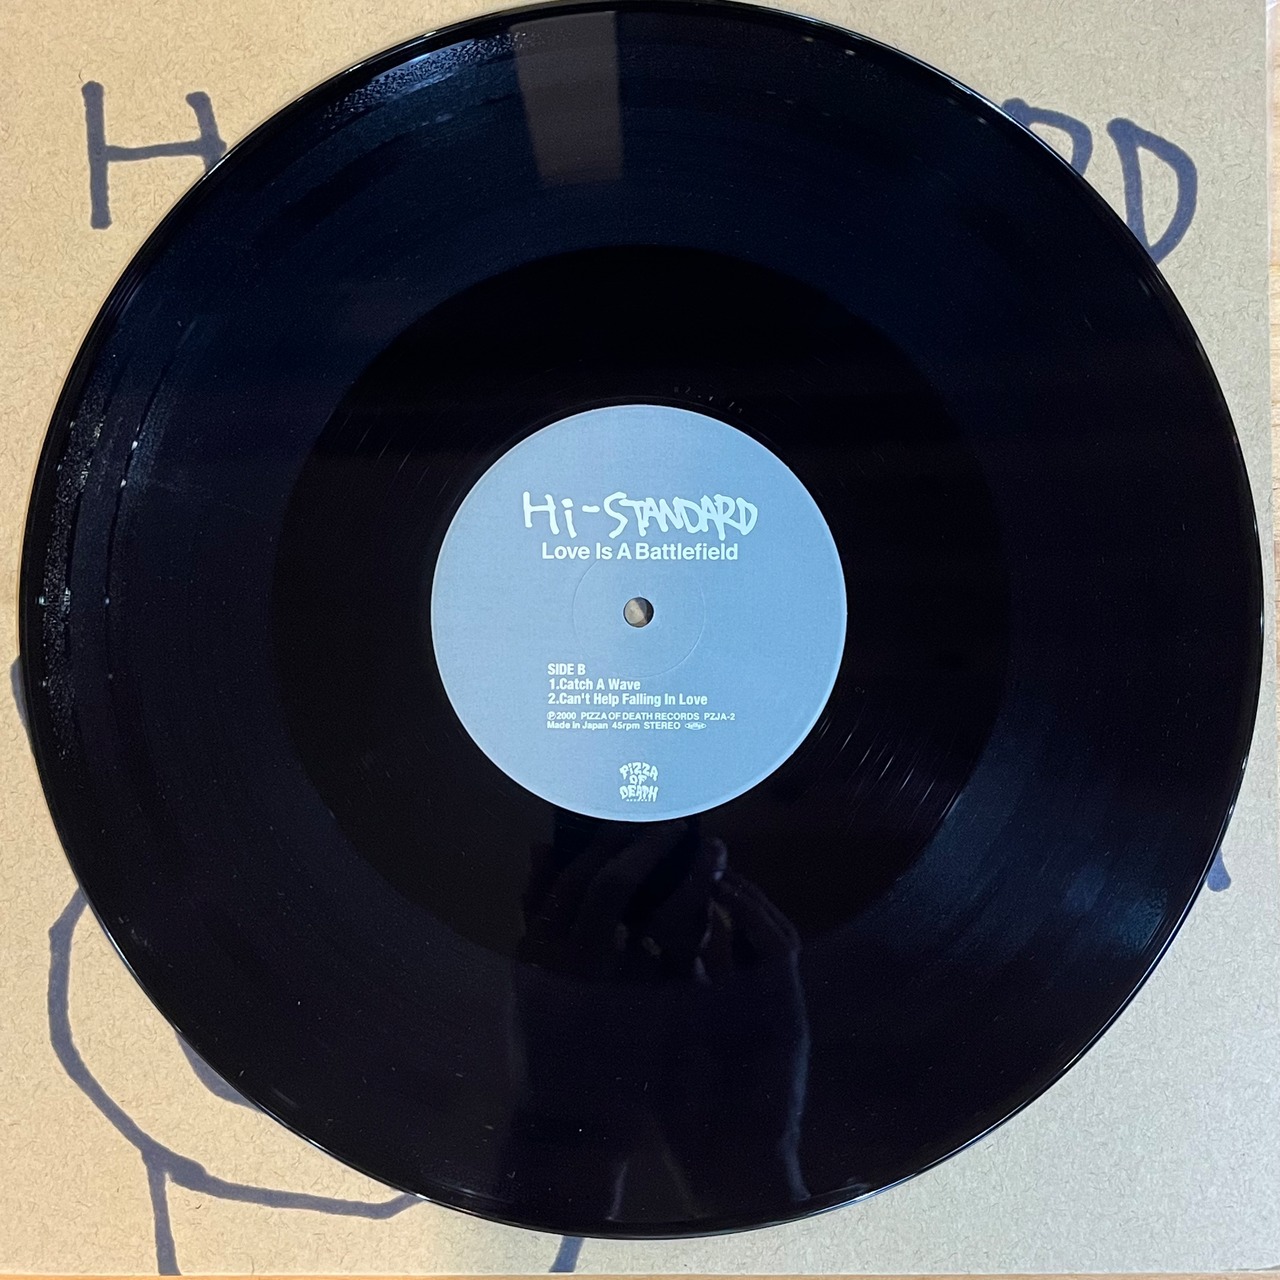 H RD
Hi-STANDARD
Love Is A Battlefield
SIDE B
1.Catch A Wave
2.Can't Help Falling In Love
℗2000 PIZZA OF DEATH RECORDS PZJA-2
Made in Japan 45rpm STEREO
PIZZA
OF
DEATH